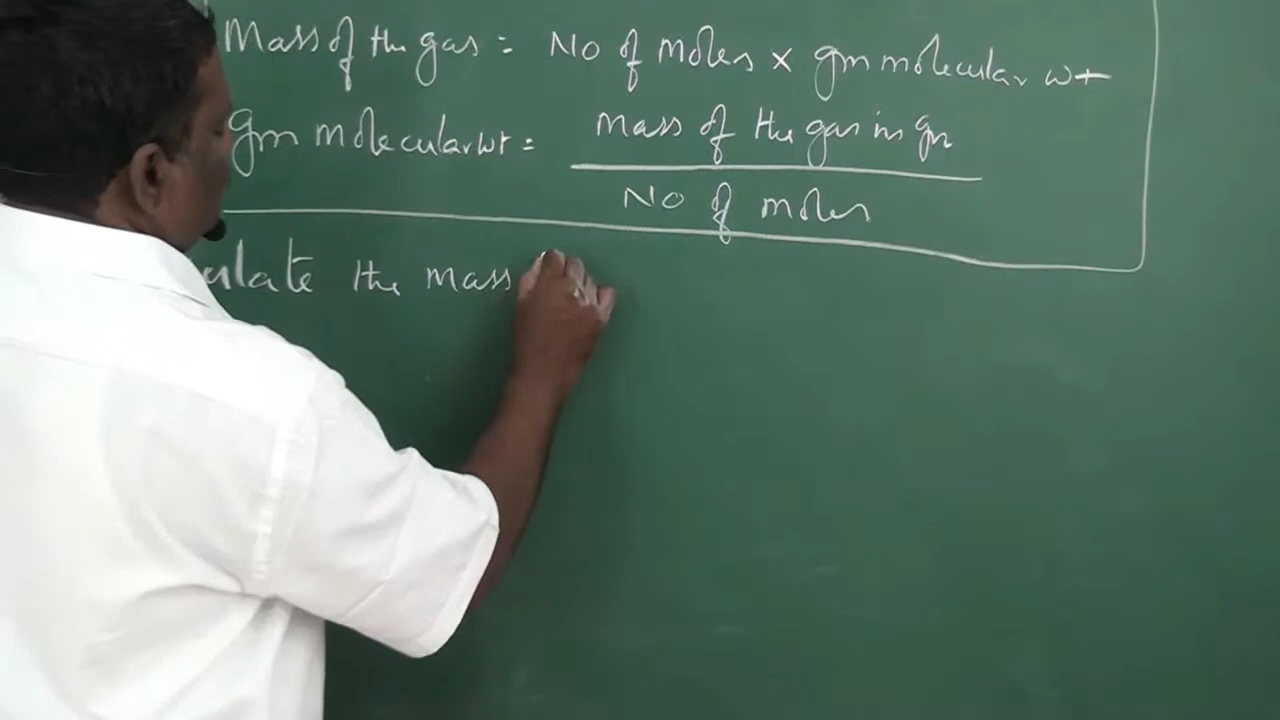 Mass of the gas = No of moles × gm molecular wt
gm molecular wt = mass of the gas in gm
No of moles
ulate the mass